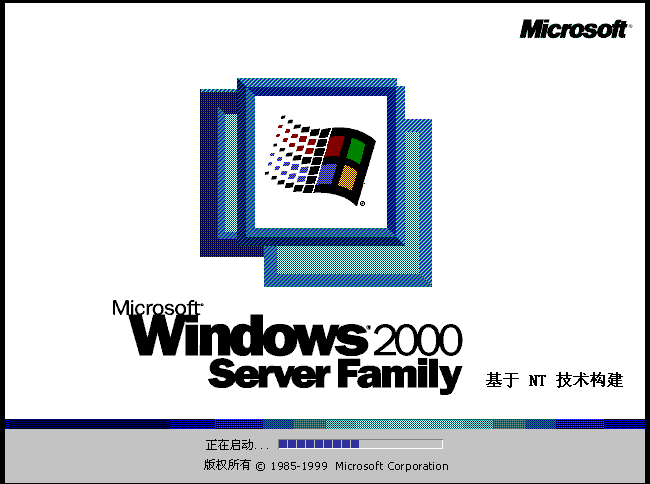 Microsoft®
Microsoft®
Windows® 2000
Server Family
基于 NT 技术构建
正在启动...
版权所有 © 1985-1999 Microsoft Corporation